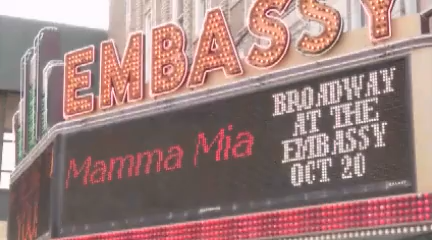 EMBASSY
Mamma Mia
BROADWAY
AT THE
EMBASSY
OCT 20